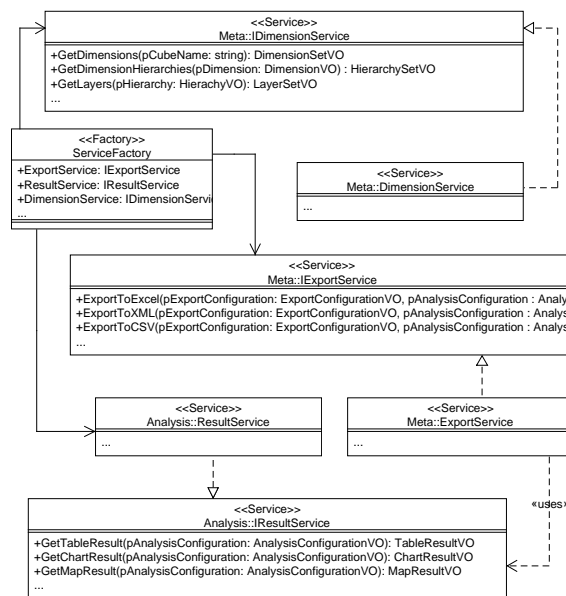 <<Service>>
Meta::IDimensionService
+GetDimensions(pCubeName: string): DimensionSetVO
+GetDimensionHierarchies(pDimension: DimensionVO) : HierarchySetVO
+GetLayers(pHierarchy: HierachyVO): LayerSetVO
...
<<Factory>>
ServiceFactory
+ExportService: IExportService
+ResultService: IResultService
+DimensionService: IDimensionServi
...
<<Service>>
Meta::DimensionService
...
<<Service>>
Meta::IExportService
+ExportToExcel(pExportConfiguration: ExportConfigurationVO, pAnalysisConfiguration : Analy
+ExportToXML(pExportConfiguration: ExportConfigurationVO, pAnalysisConfiguration : Analys
+ExportToCSV(pExportConfiguration: ExportConfigurationVO, pAnalysisConfiguration : Analys
...
<<Service>>
Analysis::ResultService
...
<<Service>>
Meta::ExportService
...
«uses»
<<Service>>
Analysis::IResultService
+GetTableResult(pAnalysisConfiguration: AnalysisConfigurationVO): TableResultVO
+GetChartResult(pAnalysisConfiguration: AnalysisConfigurationVO): ChartResultVO
+GetMapResult(pAnalysisConfiguration: AnalysisConfigurationVO): MapResultVO
...